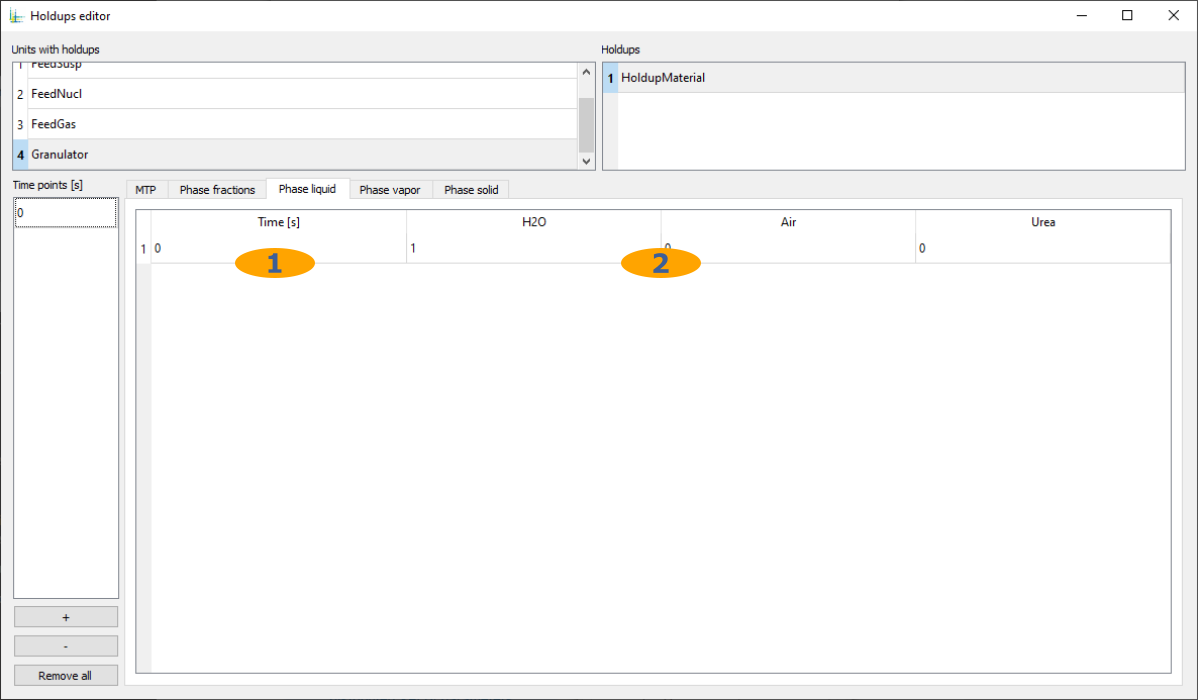 Holdups editor
Units with holdups
Holdups
1 FeedSusp
2 FeedNucl
3 FeedGas
4 Granulator
1 HoldupMaterial
Time points [s]
0
MTP Phase fractions Phase liquid Phase vapor Phase solid
Time [s] H2O Air Urea
1 0 1 0 0
1 2
+
-
Remove all